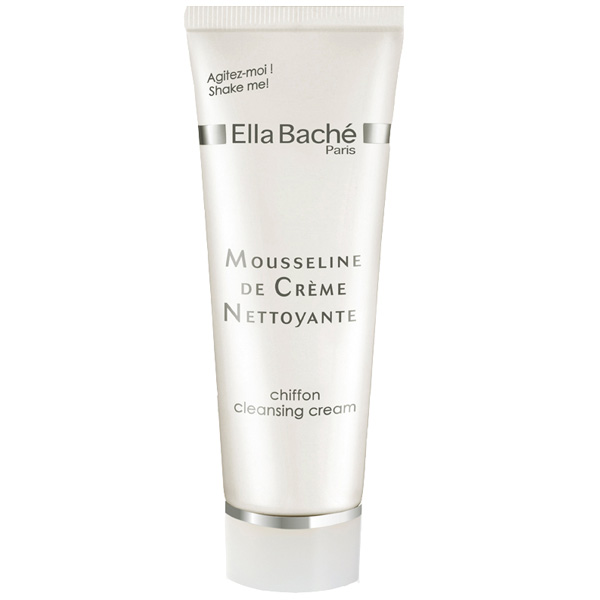 Agitez-moi !
Shake me!
Ella Baché
Paris
MOUSSELINE
DE CRÈME
NETTOYANTE
chiffon
cleansing cream